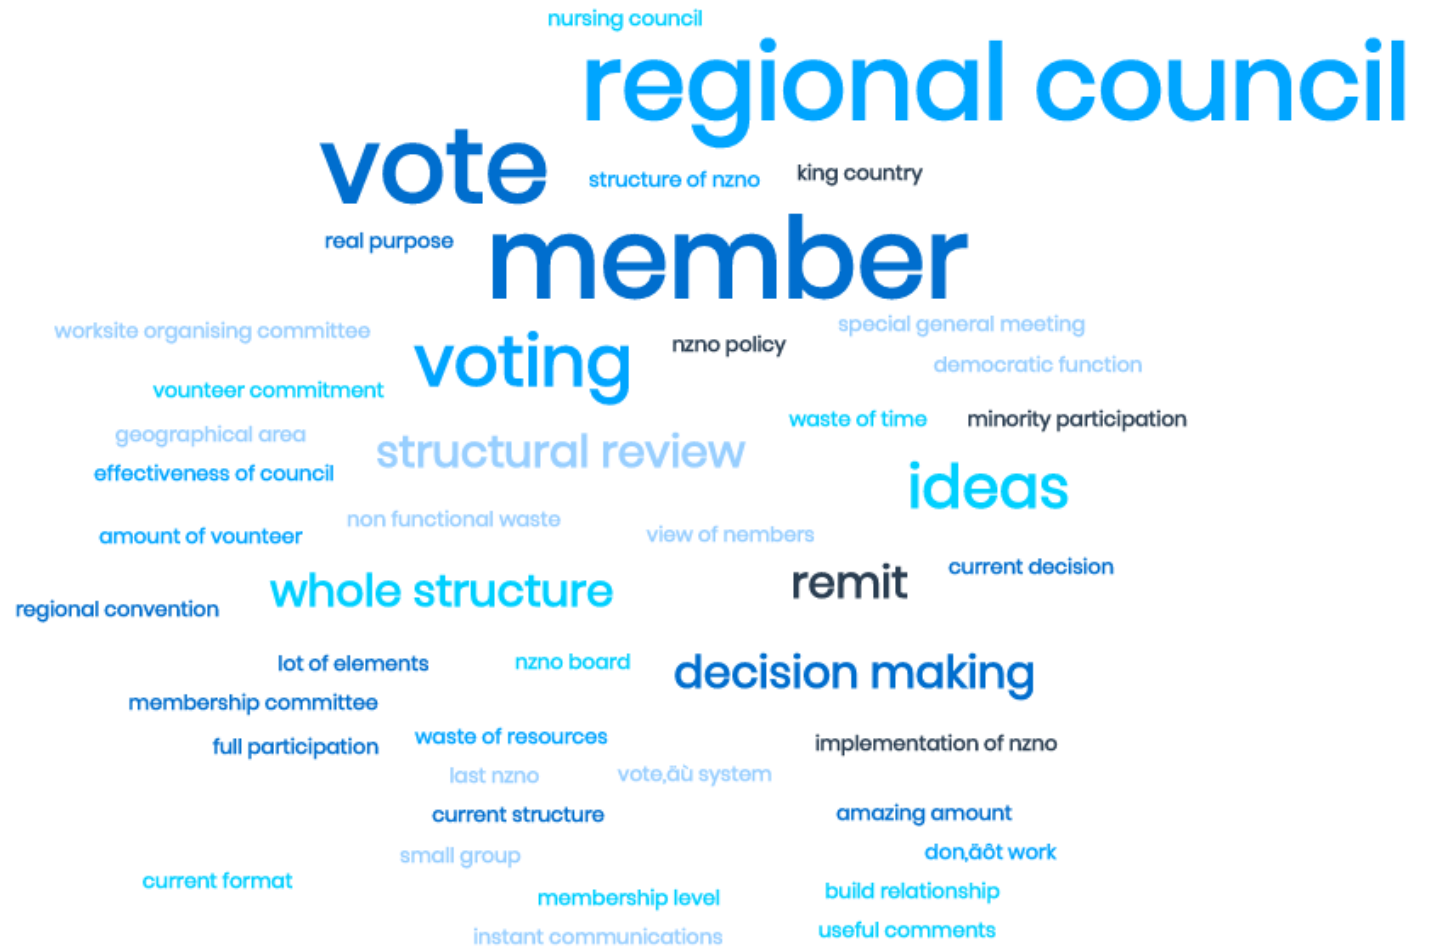 nursing council
regional council
vote
structure of nzno
king country
real purpose
member
worksite organising committee
special general meeting
voting
nzno policy
democratic function
vounteer commitment
waste of time
minority participation
geographical area
structural review
effectiveness of council
ideas
non functional waste
amount of vounteer
view of nembers
whole structure
remit
current decision
regional convention
lot of elements
nzno board
decision making
membership committee
full participation
waste of resources
implementation of nzno
last nzno
vote‚äù system
current structure
amazing amount
small group
don‚äôt work
current format
membership level
build relationship
instant communications
useful comments